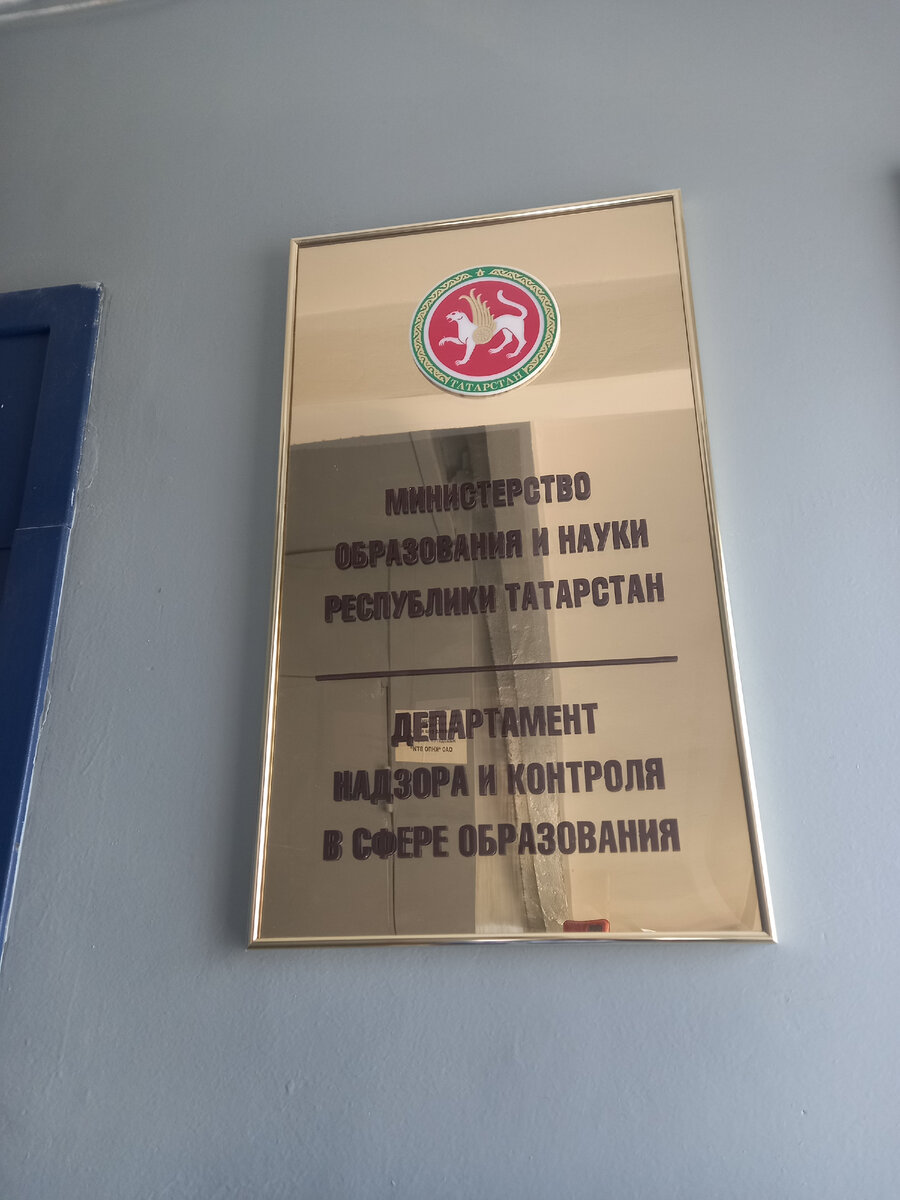 ТАТАРСТАН
МИНИСТЕРСТВО
ОБРАЗОВАНИЯ И НАУКИ
РЕСПУБЛИКИ ТАТАРСТАН
ДЕПАРТАМЕНТ
НАДЗОРА И КОНТРОЛЯ
В СФЕРЕ ОБРАЗОВАНИЯ